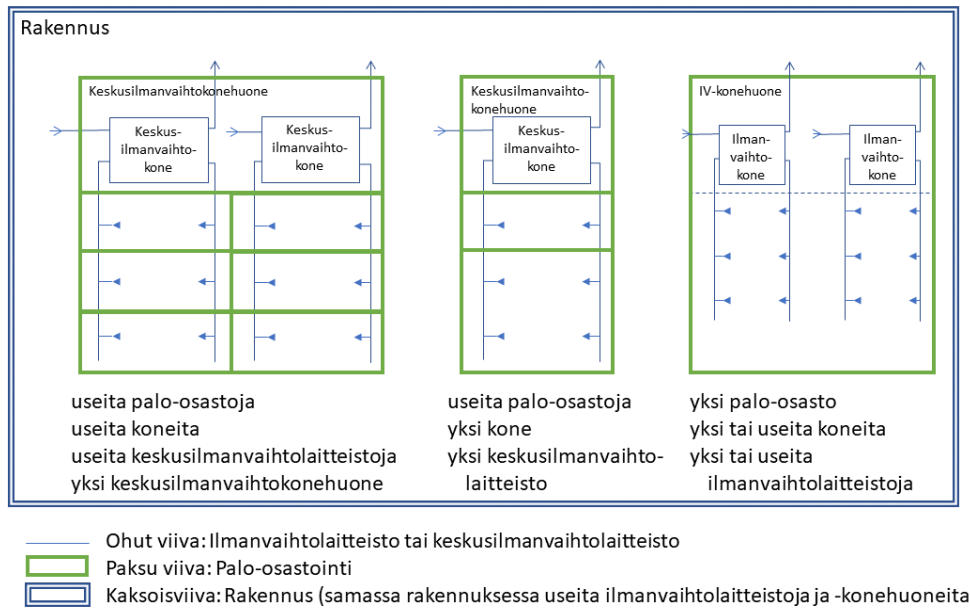 Rakennus
Keskusilmanvaihtokonehuone
Keskus-
ilmanvaihto-
kone
Keskus-
ilmanvaihto-
kone
useita palo-osastoja
useita koneita
useita keskusilmanvaihtolaitteistoja
yksi keskusilmanvaihtokonehuone
Keskusilmanvaihto-
konehuone
Keskus-
ilmanvaihto-
kone
useita palo-osastoja
yksi kone
yksi keskusilmanvaihto-
laitteisto
IV-konehuone
Ilman-
vaihto-
kone
Ilman-
vaihto-
kone
yksi palo-osasto
yksi tai useita koneita
yksi tai useita
ilmanvaihtolaitteistoja
Ohut viiva: Ilmanvaihtolaitteisto tai keskusilmanvaihtolaitteisto
Paksu viiva: Palo-osastointi
Kaksoisviiva: Rakennus (samassa rakennuksessa useita ilmanvaihtolaitteistoja ja -konehuoneita